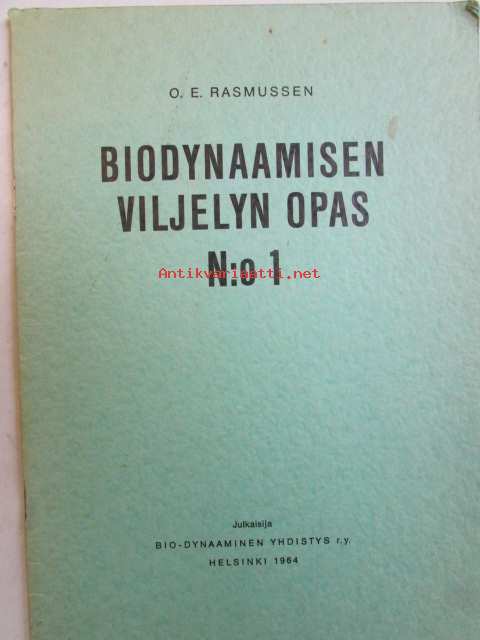 O. E. RASMUSSEN
BIODYNAAMISEN
VILJELYN OPAS
N:o 1
Antikvariaatti.net
Julkaisija
BIO-DYNAAMINEN YHDISTYS r.y.
HELSINKI 1964